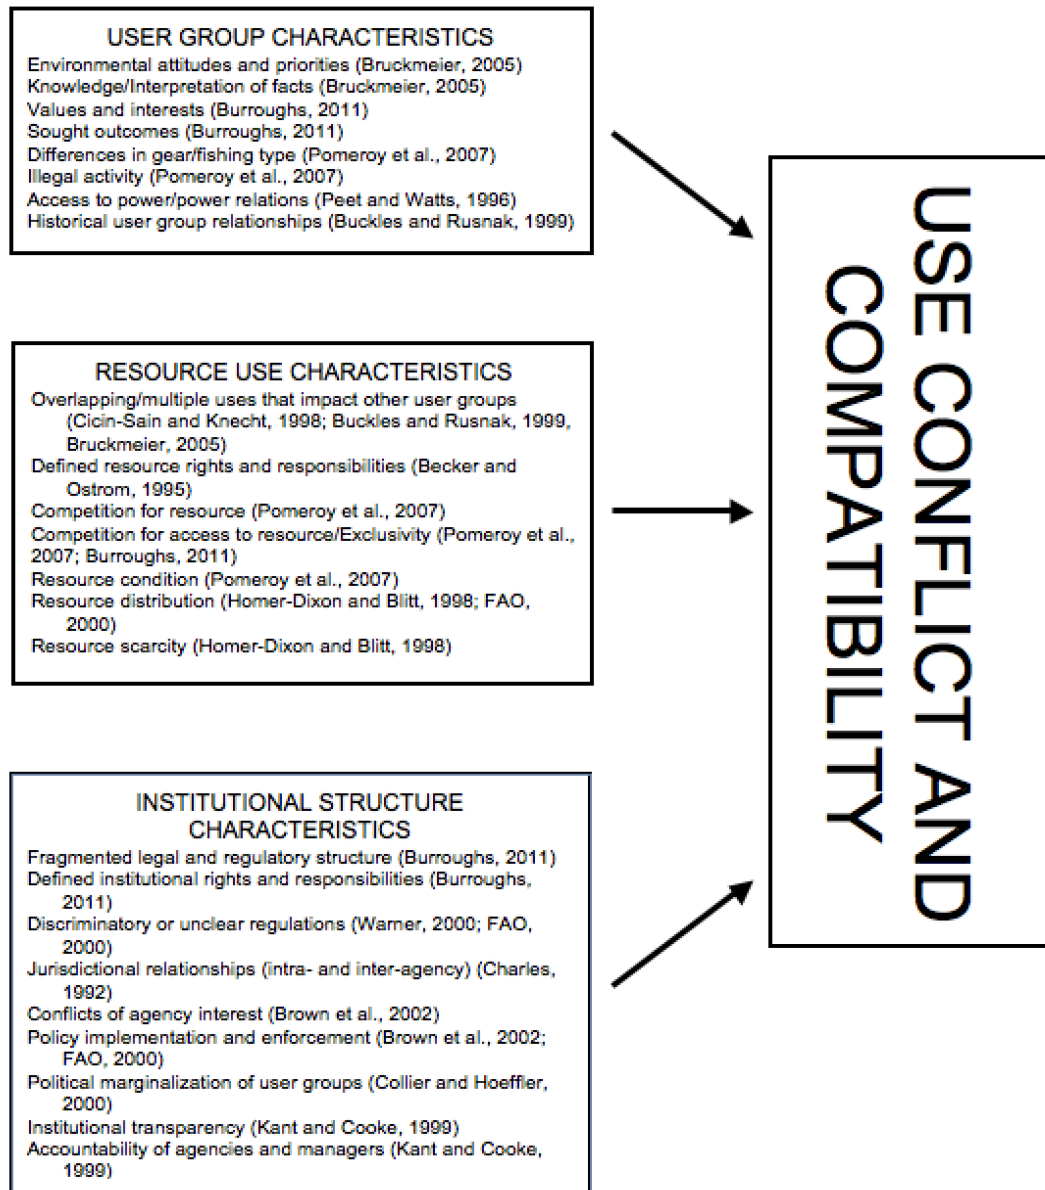 USER GROUP CHARACTERISTICS
Environmental attitudes and priorities (Bruckmeier, 2005)
Knowledge/Interpretation of facts (Bruckmeier, 2005)
Values and interests (Burroughs, 2011)
Sought outcomes (Burroughs, 2011)
Differences in gear/fishing type (Pomeroy et al., 2007)
Illegal activity (Pomeroy et al., 2007)
Access to power/power relations (Peet and Watts, 1996)
Historical user group relationships (Buckles and Rusnak, 1999)
RESOURCE USE CHARACTERISTICS
Overlapping/multiple uses that impact other user groups
(Cicin-Sain and Knecht, 1998; Buckles and Rusnak, 1999,
Bruckmeier, 2005)
Defined resource rights and responsibilities (Becker and
Ostrom, 1995)
Competition for resource (Pomeroy et al., 2007)
Competition for access to resource/Exclusivity (Pomeroy et al.,
2007; Burroughs, 2011)
Resource condition (Pomeroy et al., 2007)
Resource distribution (Homer-Dixon and Blitt, 1998; FAO,
2000)
Resource scarcity (Homer-Dixon and Blitt, 1998)
INSTITUTIONAL STRUCTURE
CHARACTERISTICS
Fragmented legal and regulatory structure (Burroughs, 2011)
Defined institutional rights and responsibilities (Burroughs,
2011)
Discriminatory or unclear regulations (Warner, 2000; FAO,
2000)
Jurisdictional relationships (intra- and inter-agency) (Charles,
1992)
Conflicts of agency interest (Brown et al., 2002)
Policy implementation and enforcement (Brown et al., 2002;
FAO, 2000)
Political marginalization of user groups (Collier and Hoeffler,
2000)
Institutional transparency (Kant and Cooke, 1999)
Accountability of agencies and managers (Kant and Cooke,
1999)
USE CONFLICT AND
COMPATIBILITY